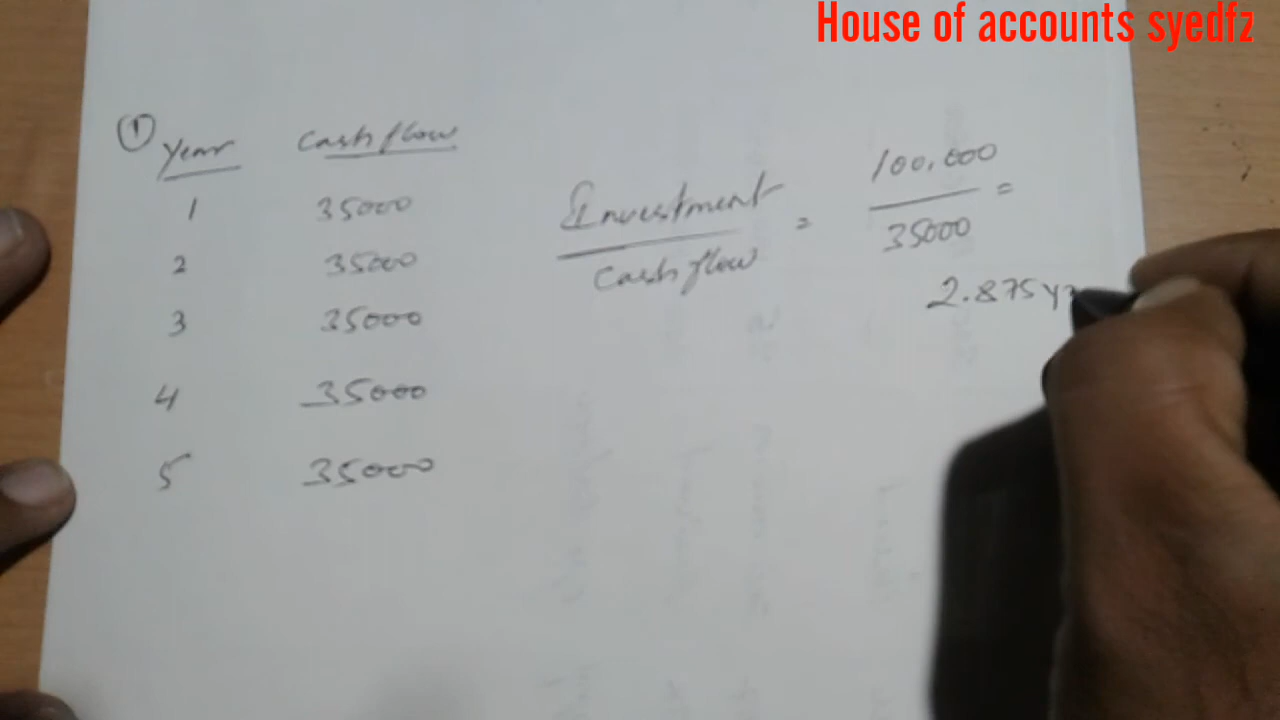 House of accounts syedfz
① Year Cash flow
1 35000
2 35000
3 35000
4 35000
5 35000
Investment / Cash flow = 100,000 / 35000 =
2.875 yr